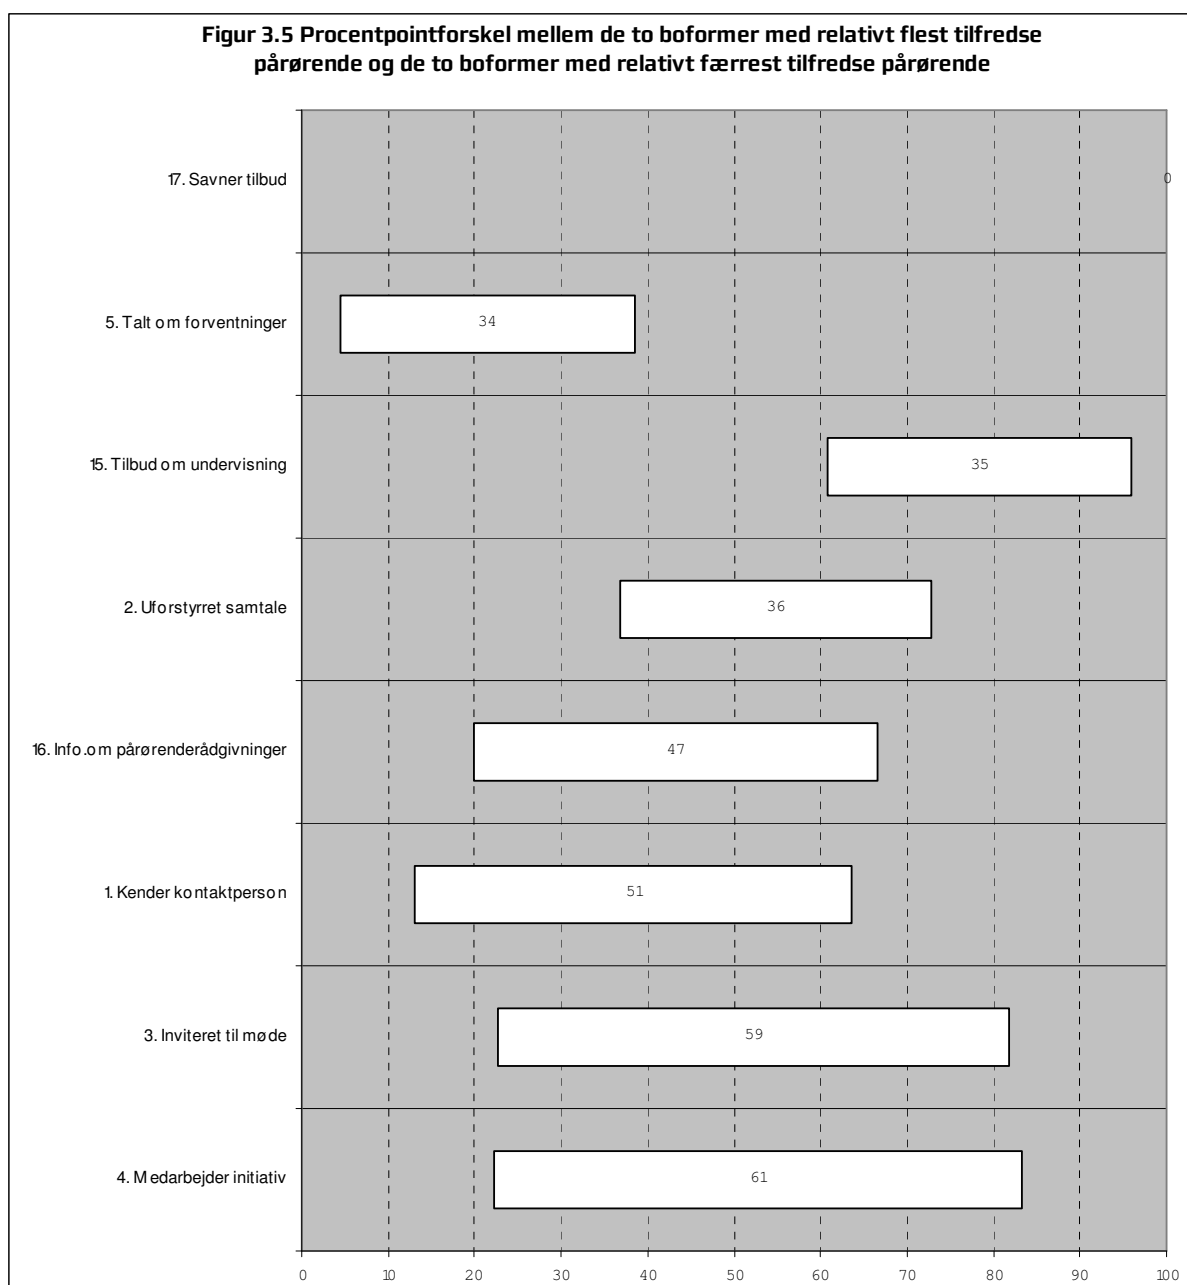 Figur 3.5 Procentpointforskel mellem de to boformer med relativt flest tilfredse
pårørende og de to boformer med relativt færrest tilfredse pårørende
17. Savner tilbud
0
5. Talt om forventninger
34
15. Tilbud om undervisning
35
2. Uforstyrret samtale
36
16. Info.om pårørenderådgivninger
47
1. Kender kontaktperson
51
3. Inviteret til møde
59
4. Medarbejder initiativ
61
0 10 20 30 40 50 60 70 80 90 100